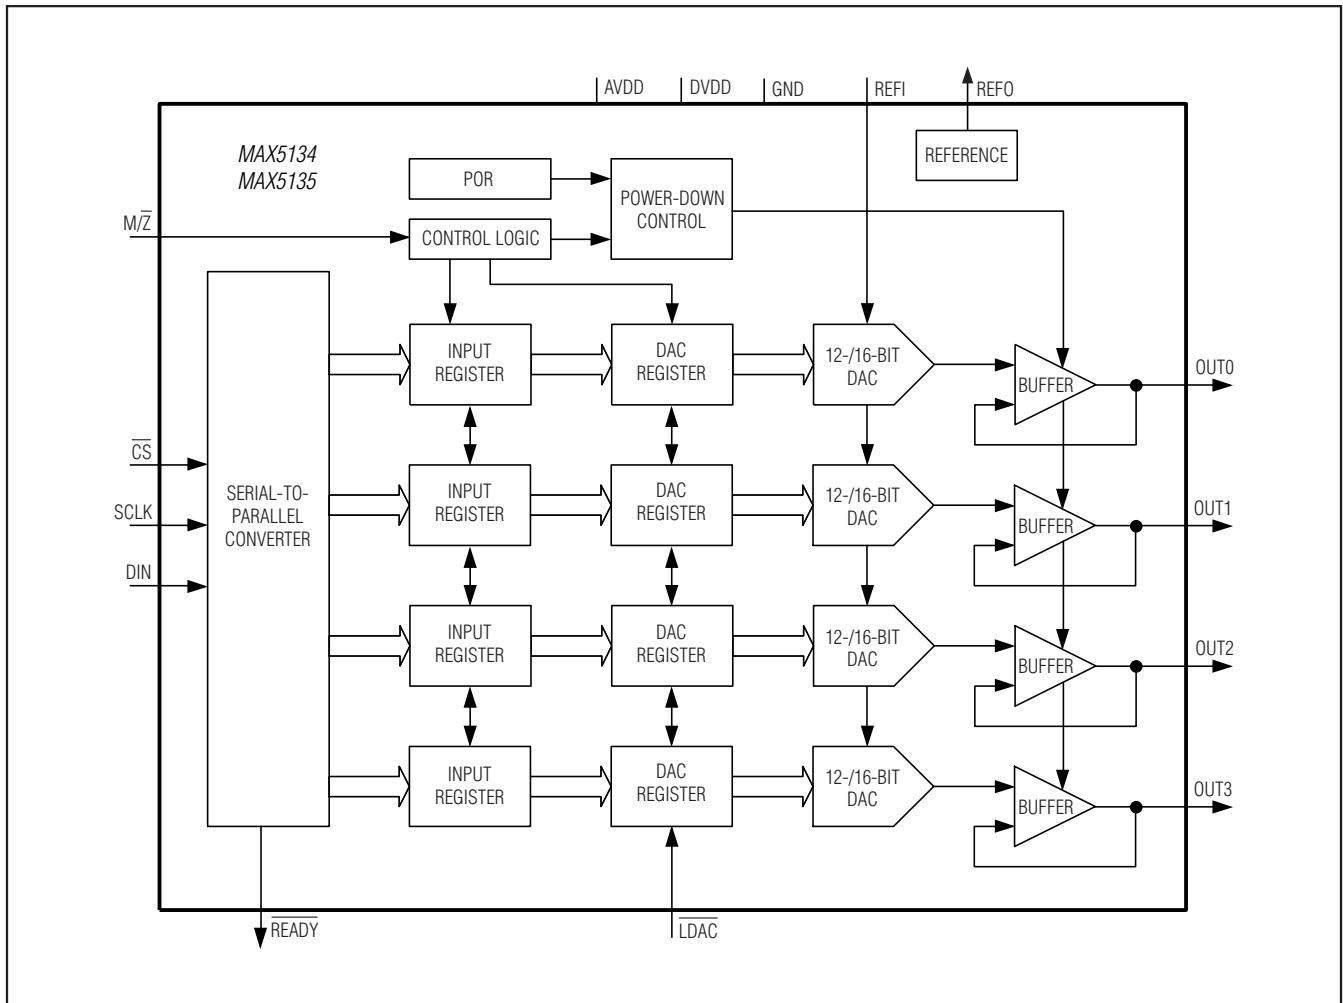 AVDD
DVDD
GND
REFI
REFO
REFERENCE
MAX5134
MAX5135
POR
POWER-DOWN
CONTROL
M/Z̅
CONTROL LOGIC
INPUT
REGISTER
DAC
REGISTER
12-/16-BIT
DAC
BUFFER
OUT0
C̅S̅
SCLK
DIN
SERIAL-TO-
PARALLEL
CONVERTER
INPUT
REGISTER
DAC
REGISTER
12-/16-BIT
DAC
BUFFER
OUT1
INPUT
REGISTER
DAC
REGISTER
12-/16-BIT
DAC
BUFFER
OUT2
INPUT
REGISTER
DAC
REGISTER
12-/16-BIT
DAC
BUFFER
OUT3
R̅E̅A̅D̅Y̅
L̅D̅A̅C̅